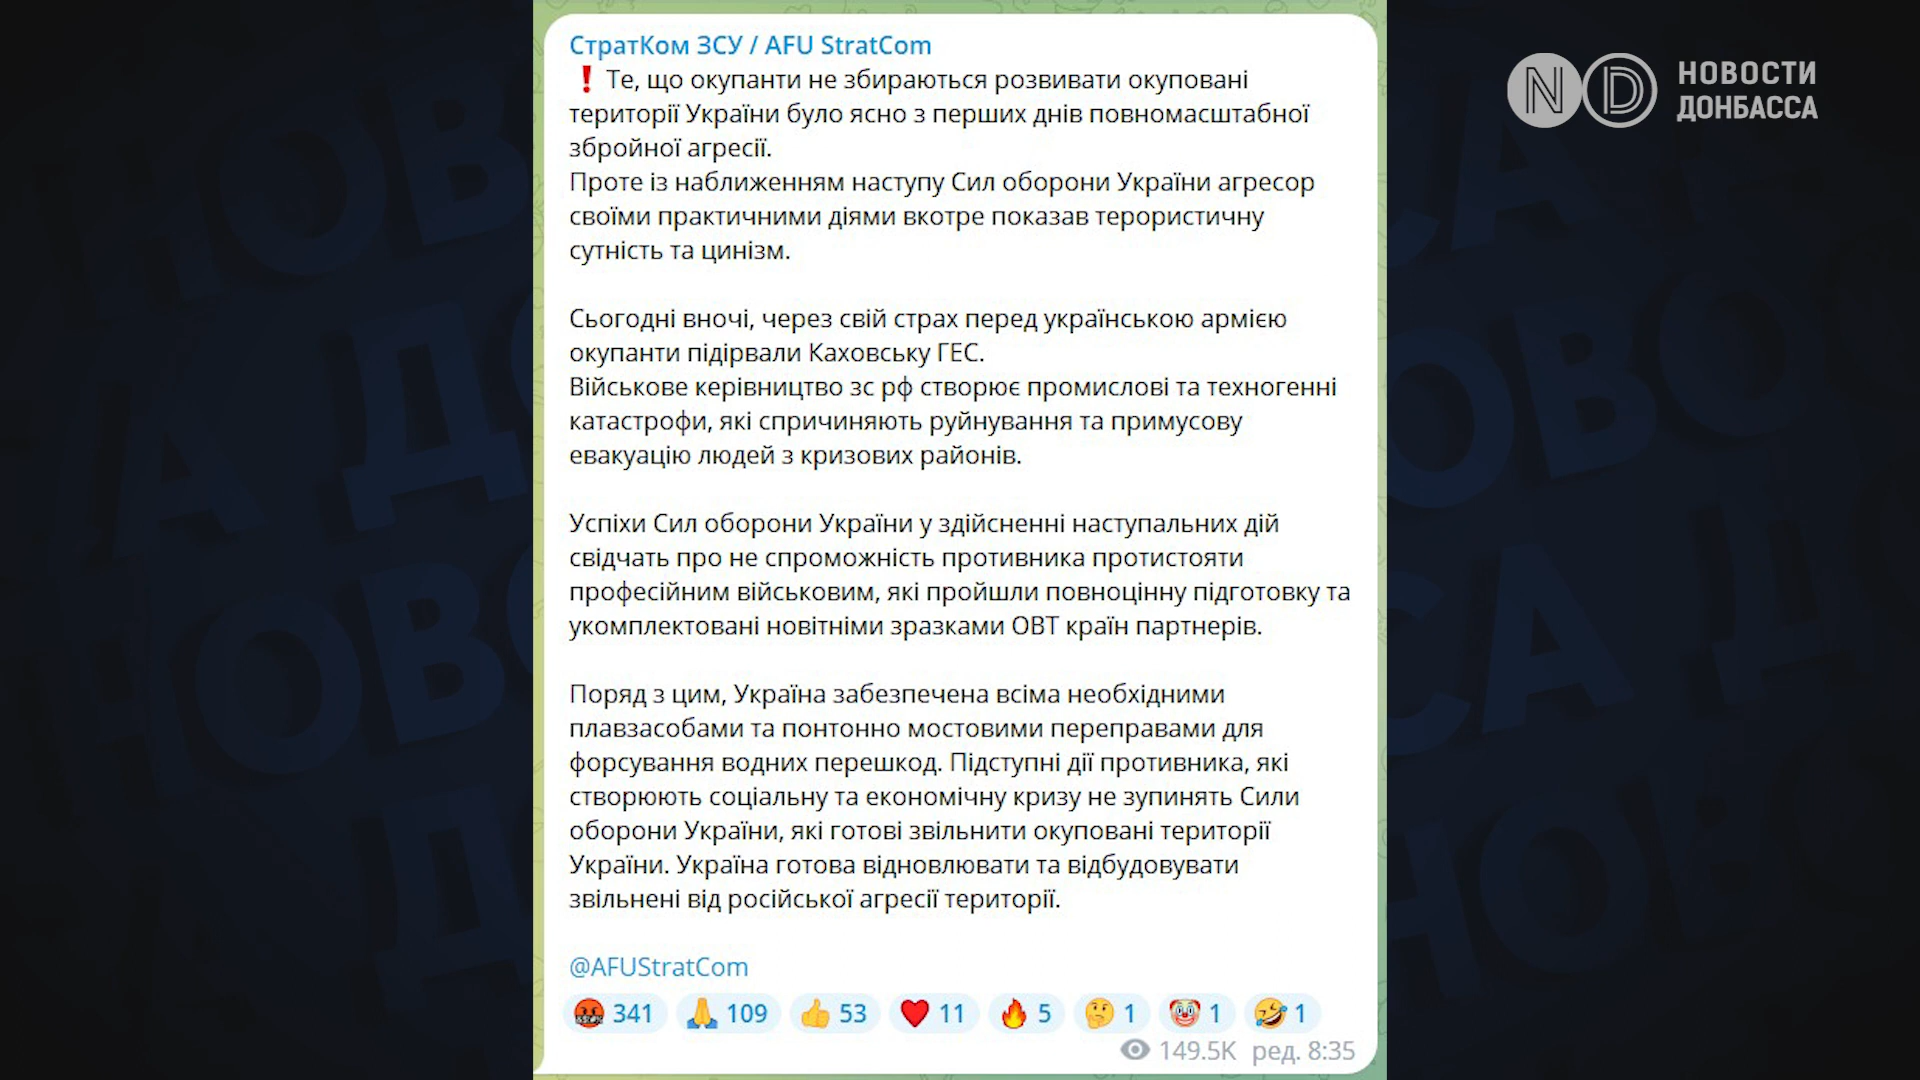 СтратКом ЗСУ / AFU StratCom
❗ Те, що окупанти не збираються розвивати окуповані
території України було ясно з перших днів повномасштабної
збройної агресії.
Проте із наближенням наступу Сил оборони України агресор
своїми практичними діями вкотре показав терористичну
сутність та цинізм.
Сьогодні вночі, через свій страх перед українською армією
окупанти підірвали Каховську ГЕС.
Військове керівництво зс рф створює промислові та техногенні
катастрофи, які спричиняють руйнування та примусову
евакуацію людей з кризових районів.
Успіхи Сил оборони України у здійсненні наступальних дій
свідчать про не спроможність противника протистояти
професійним військовим, які пройшли повноцінну підготовку та
укомплектовані новітніми зразками ОВТ країн партнерів.
Поряд з цим, Україна забезпечена всіма необхідними
плавзасобами та понтонно мостовими переправами для
форсування водних перешкод. Підступні дії противника, які
створюють соціальну та економічну кризу не зупинять Сили
оборони України, які готові звільнити окуповані території
України. Україна готова відновлювати та відбудовувати
звільнені від російської агресії території.
@AFUStratCom
🤬 341 🙏 109 👍 53 ❤️ 11 🔥 5 🤔 1 🤡 1 🤣 1
149.5K ред. 8:35
ND НОВОСТИ
ДОНБАССА